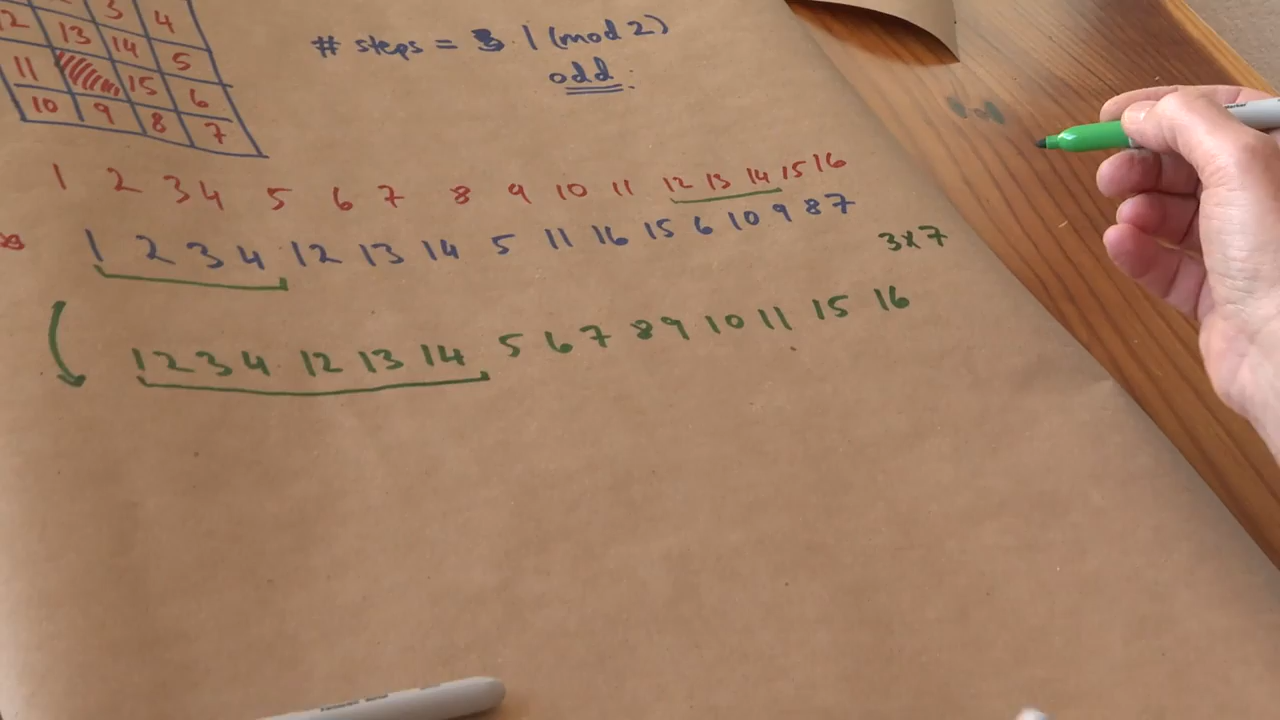 3 4
12 13 14 5
11 15 6
10 9 8 7
# steps = 1 (mod 2)
odd
1 2 3 4 5 6 7 8 9 10 11 12 13 14 15 16
1 2 3 4 12 13 14 5 11 16 15 6 10 9 8 7
3x7
1 2 3 4 12 13 14 5 6 7 8 9 10 11 15 16